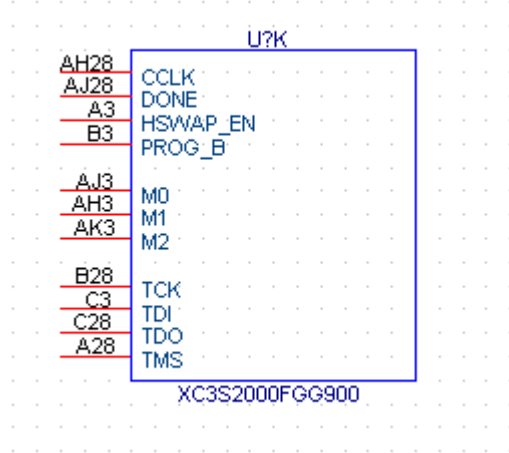 U?K
AH28 CCLK
AJ28 DONE
A3 HSWAP_EN
B3 PROG_B
AJ3 M0
AH3 M1
AK3 M2
B28 TCK
C3 TDI
C28 TDO
A28 TMS
XC3S2000FGG900